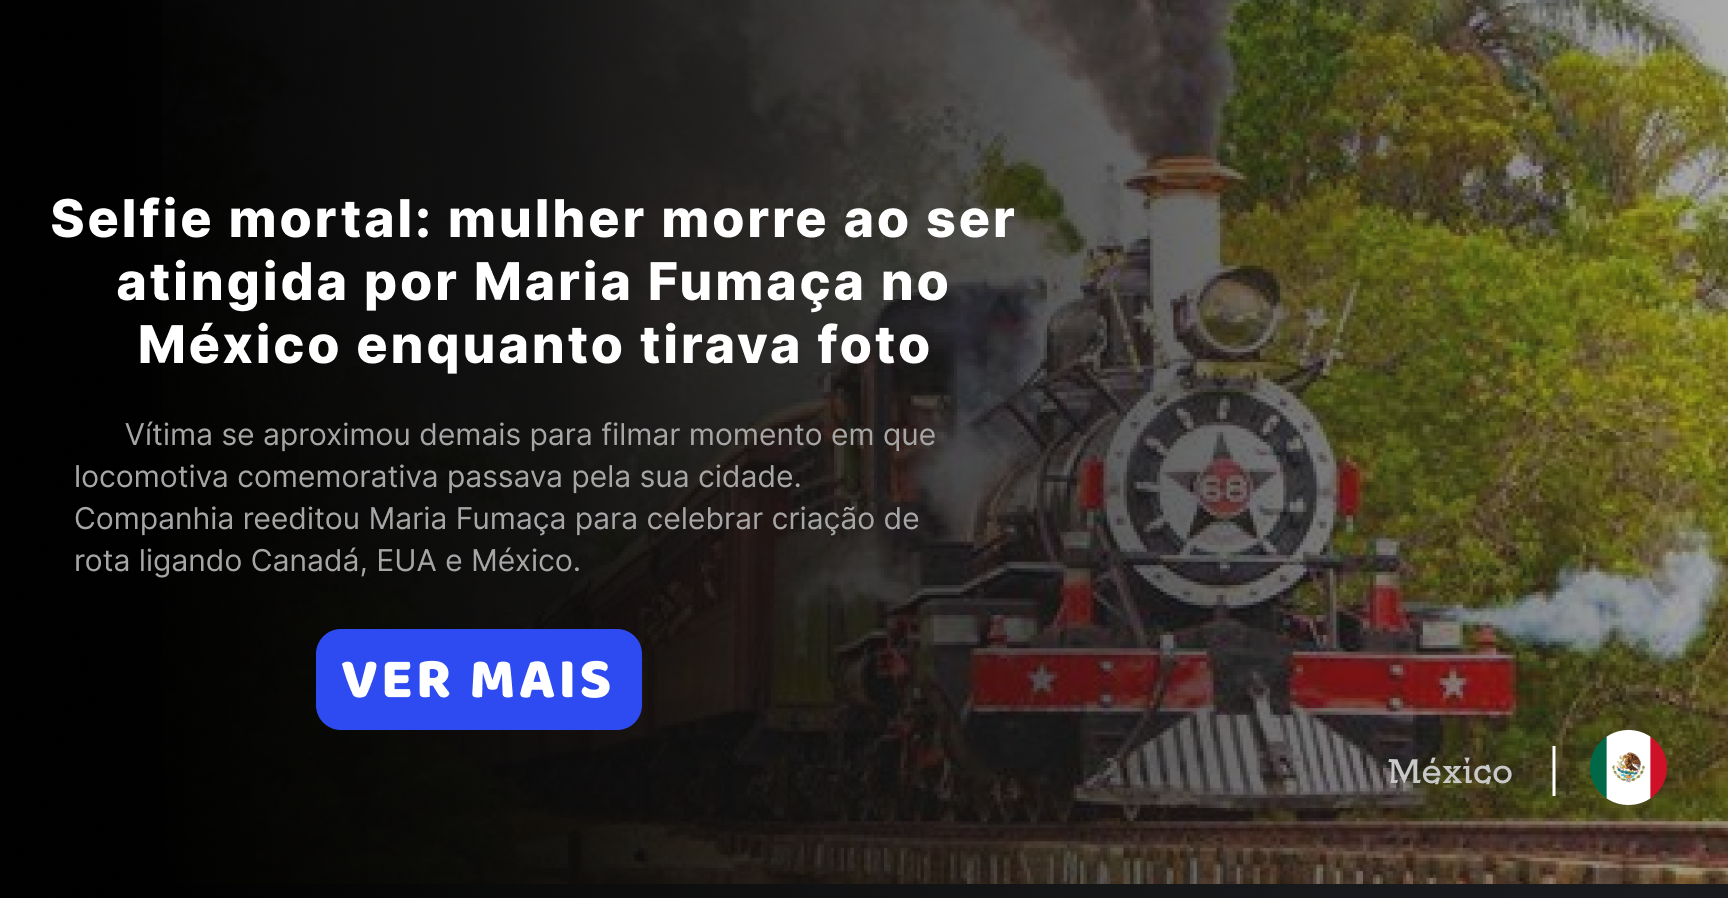 Selfie mortal: mulher morre ao ser
atingida por Maria Fumaça no
México enquanto tirava foto
Vítima se aproximou demais para filmar momento em que
locomotiva comemorativa passava pela sua cidade.
Companhia reeditou Maria Fumaça para celebrar criação de
rota ligando Canadá, EUA e México.
68
VER MAIS
México